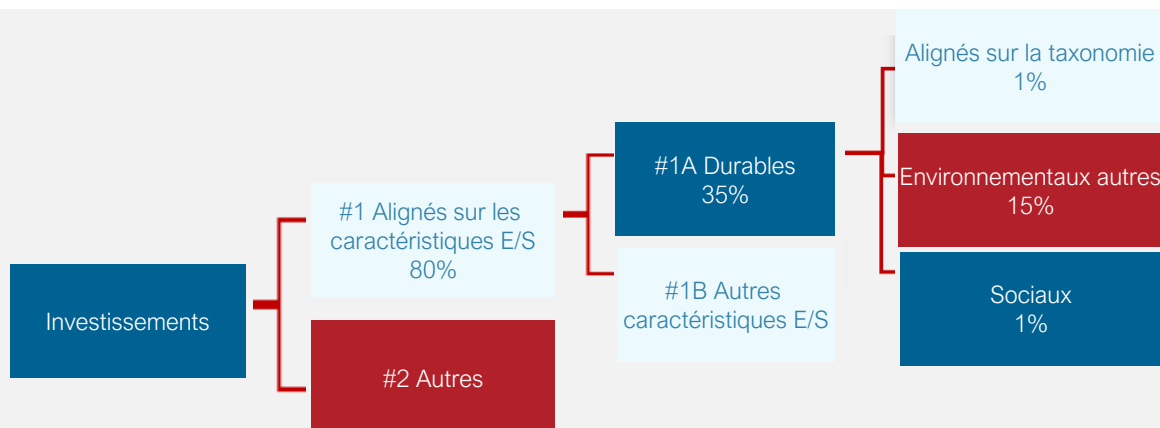 Investissements
#1 Alignés sur les
caractéristiques E/S
80%
#2 Autres
#1A Durables
35%
#1B Autres
caractéristiques E/S
Alignés sur la taxonomie
1%
Environnementaux autres
15%
Sociaux
1%